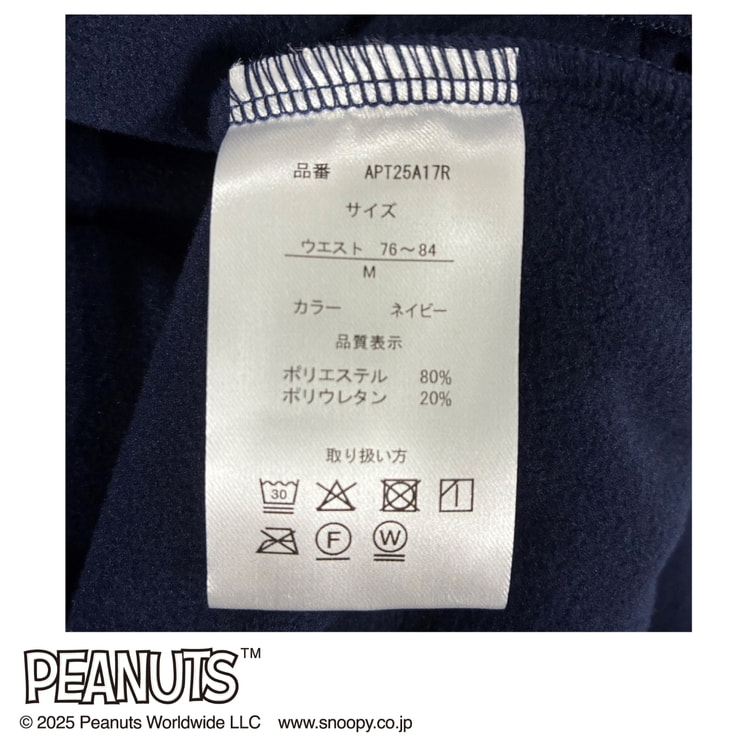 品番 APT25A17R
サイズ
ウエスト 76～84
M
カラー ネイビー
品質表示
ポリエステル 80%
ポリウレタン 20%
取り扱い方
30
F
W
PEANUTS™
© 2025 Peanuts Worldwide LLC www.snoopy.co.jp